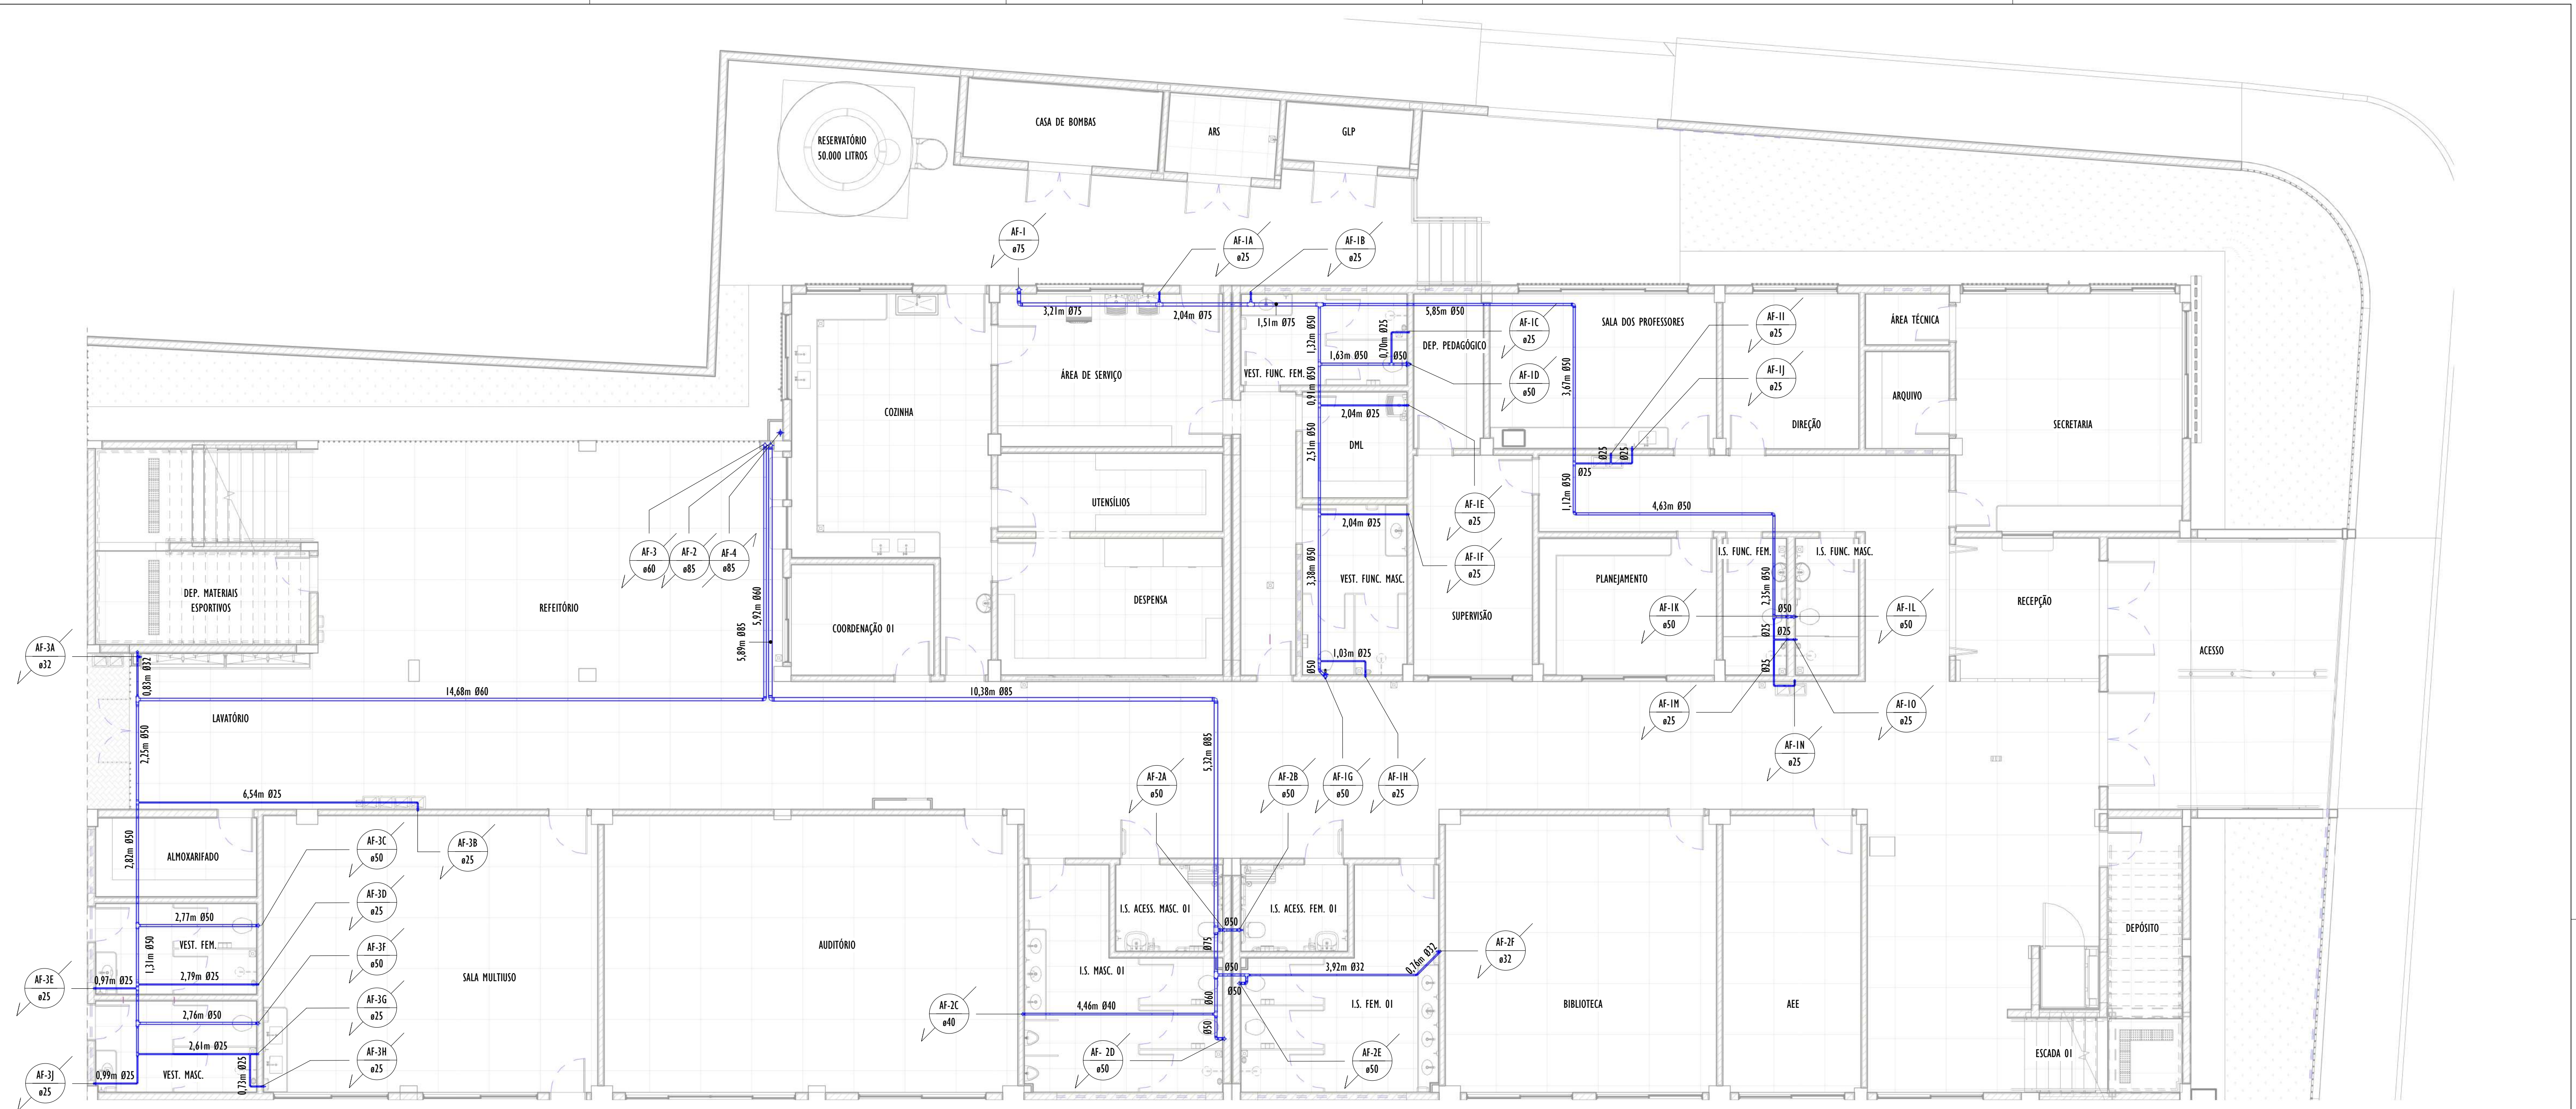 RESERVATÓRIO
50.000 LITROS
CASA DE BOMBAS
ARS
GLP
AF-1
ø75
AF-1A
ø25
AF-1B
ø25
3,21m Ø75
2,04m Ø75
1,51m Ø75
5,85m Ø50
1,32m Ø50
0,70m Ø25
AF-1C
ø25
SALA DOS PROFESSORES
AF-1I
ø25
ÁREA TÉCNICA
DEP. PEDAGÓGICO
1,63m Ø50
Ø50
VEST. FUNC. FEM.
ÁREA DE SERVIÇO
AF-1D
ø50
3,67m Ø50
AF-1J
ø25
0,91m Ø50
ARQUIVO
COZINHA
2,04m Ø25
DIREÇÃO
SECRETARIA
DML
2,51m Ø50
Ø25
Ø25
Ø25
UTENSÍLIOS
AF-1E
ø25
1,12m Ø50
4,63m Ø50
2,04m Ø25
AF-3
ø60
AF-2
ø85
AF-4
ø85
AF-1F
ø25
I.S. FUNC. FEM.
I.S. FUNC. MASC.
3,38m Ø50
VEST. FUNC. MASC.
PLANEJAMENTO
2,35m Ø50
DEP. MATERIAIS
ESPORTIVOS
REFEITÓRIO
5,92m Ø60
5,89m Ø85
DESPENSA
COORDENAÇÃO 01
SUPERVISÃO
AF-1K
ø50
Ø50
AF-1L
ø50
RECEPÇÃO
Ø25
Ø25
ACESSO
AF-3A
ø32
0,83m Ø32
1,03m Ø25
Ø50
Ø25
14,68m Ø60
10,38m Ø85
LAVATÓRIO
AF-1M
ø25
AF-1O
ø25
2,25m Ø50
5,32m Ø85
AF-1N
ø25
AF-2A
ø50
AF-2B
ø50
AF-1G
ø50
AF-1H
ø25
6,54m Ø25
AF-3B
ø25
AF-3C
ø50
2,82m Ø50
ALMOXARIFADO
AF-3D
ø25
2,77m Ø50
VEST. FEM.
1,31m Ø50
AF-3F
ø50
I.S. ACESS. MASC. 01
Ø50
I.S. ACESS. FEM. 01
Ø75
AUDITÓRIO
DEPÓSITO
AF-2F
ø32
0,76m Ø32
AF-3E
ø25
0,97m Ø25
2,79m Ø25
SALA MULTIUSO
I.S. MASC. 01
Ø50
3,92m Ø32
Ø50
Ø60
AF-3G
ø25
4,46m Ø40
AF-2C
ø40
I.S. FEM. 01
BIBLIOTECA
AEE
2,76m Ø50
2,61m Ø25
Ø50
AF-3H
ø25
AF- 2D
ø50
AF-2E
ø50
ESCADA 01
AF-3J
ø25
0,99m Ø25
VEST. MASC.
0,73m Ø25